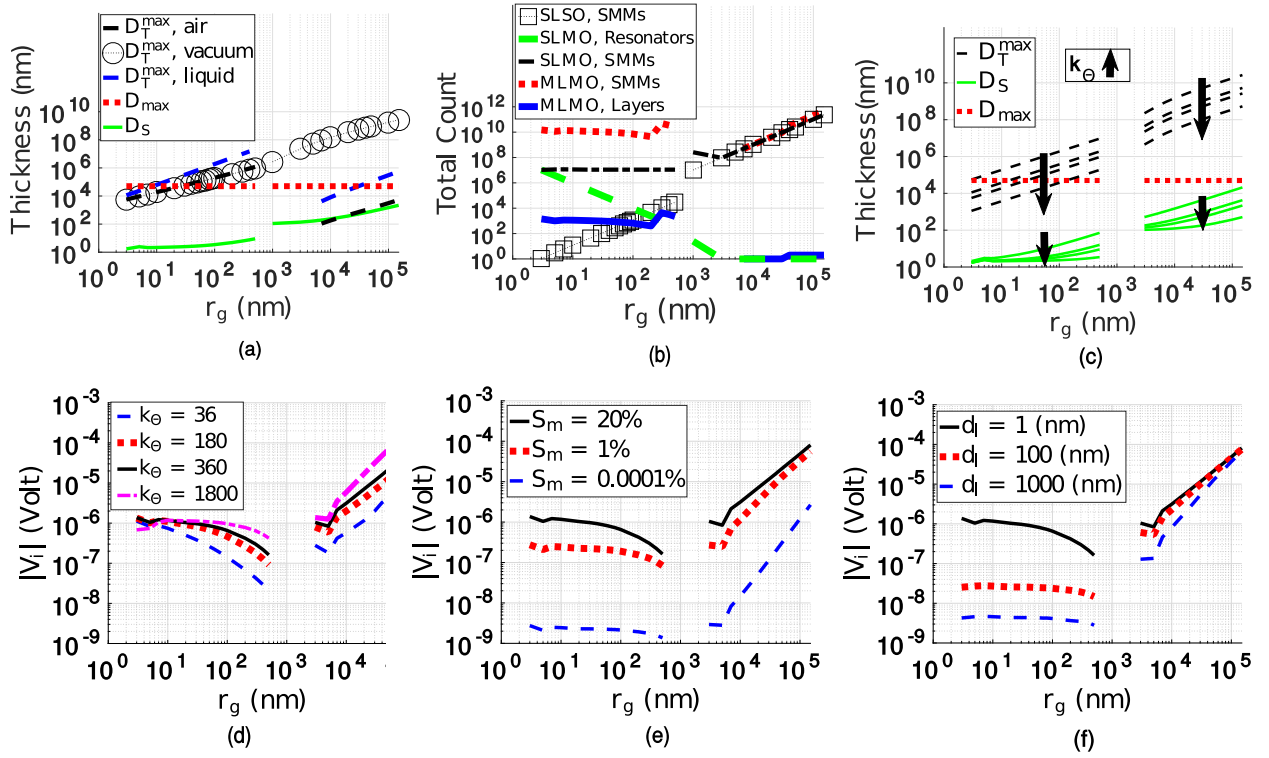 D_T^max, air
D_T^max, vacuum
D_T^max, liquid
D_max
D_S
Thickness (nm)
10^10
10^8
10^6
10^4
10^2
10^0
10^0 10^1 10^2 10^3 10^4 10^5
r_g (nm)
(a)
SLSO, SMMs
SLMO, Resonators
SLMO, SMMs
MLMO, SMMs
MLMO, Layers
Total Count
10^12
10^10
10^8
10^6
10^4
10^2
10^0
10^0 10^1 10^2 10^3 10^4 10^5
r_g (nm)
(b)
D_T^max
D_S
D_max
k_Θ
Thickness(nm)
10^10
10^8
10^6
10^4
10^2
10^0
10^0 10^1 10^2 10^3 10^4 10^5
r_g (nm)
(c)
k_Θ = 36
k_Θ = 180
k_Θ = 360
k_Θ = 1800
|V_i| (Volt)
10^-3
10^-4
10^-5
10^-6
10^-7
10^-8
10^-9
10^0 10^1 10^2 10^3 10^4
r_g (nm)
(d)
S_m = 20%
S_m = 1%
S_m = 0.0001%
|V_i| (Volt)
10^-3
10^-4
10^-5
10^-6
10^-7
10^-8
10^-9
10^0 10^1 10^2 10^3 10^4 10^5
r_g (nm)
(e)
d_l = 1 (nm)
d_l = 100 (nm)
d_l = 1000 (nm)
|V_i| (Volt)
10^-3
10^-4
10^-5
10^-6
10^-7
10^-8
10^-9
10^0 10^1 10^2 10^3 10^4 10^5
r_g (nm)
(f)